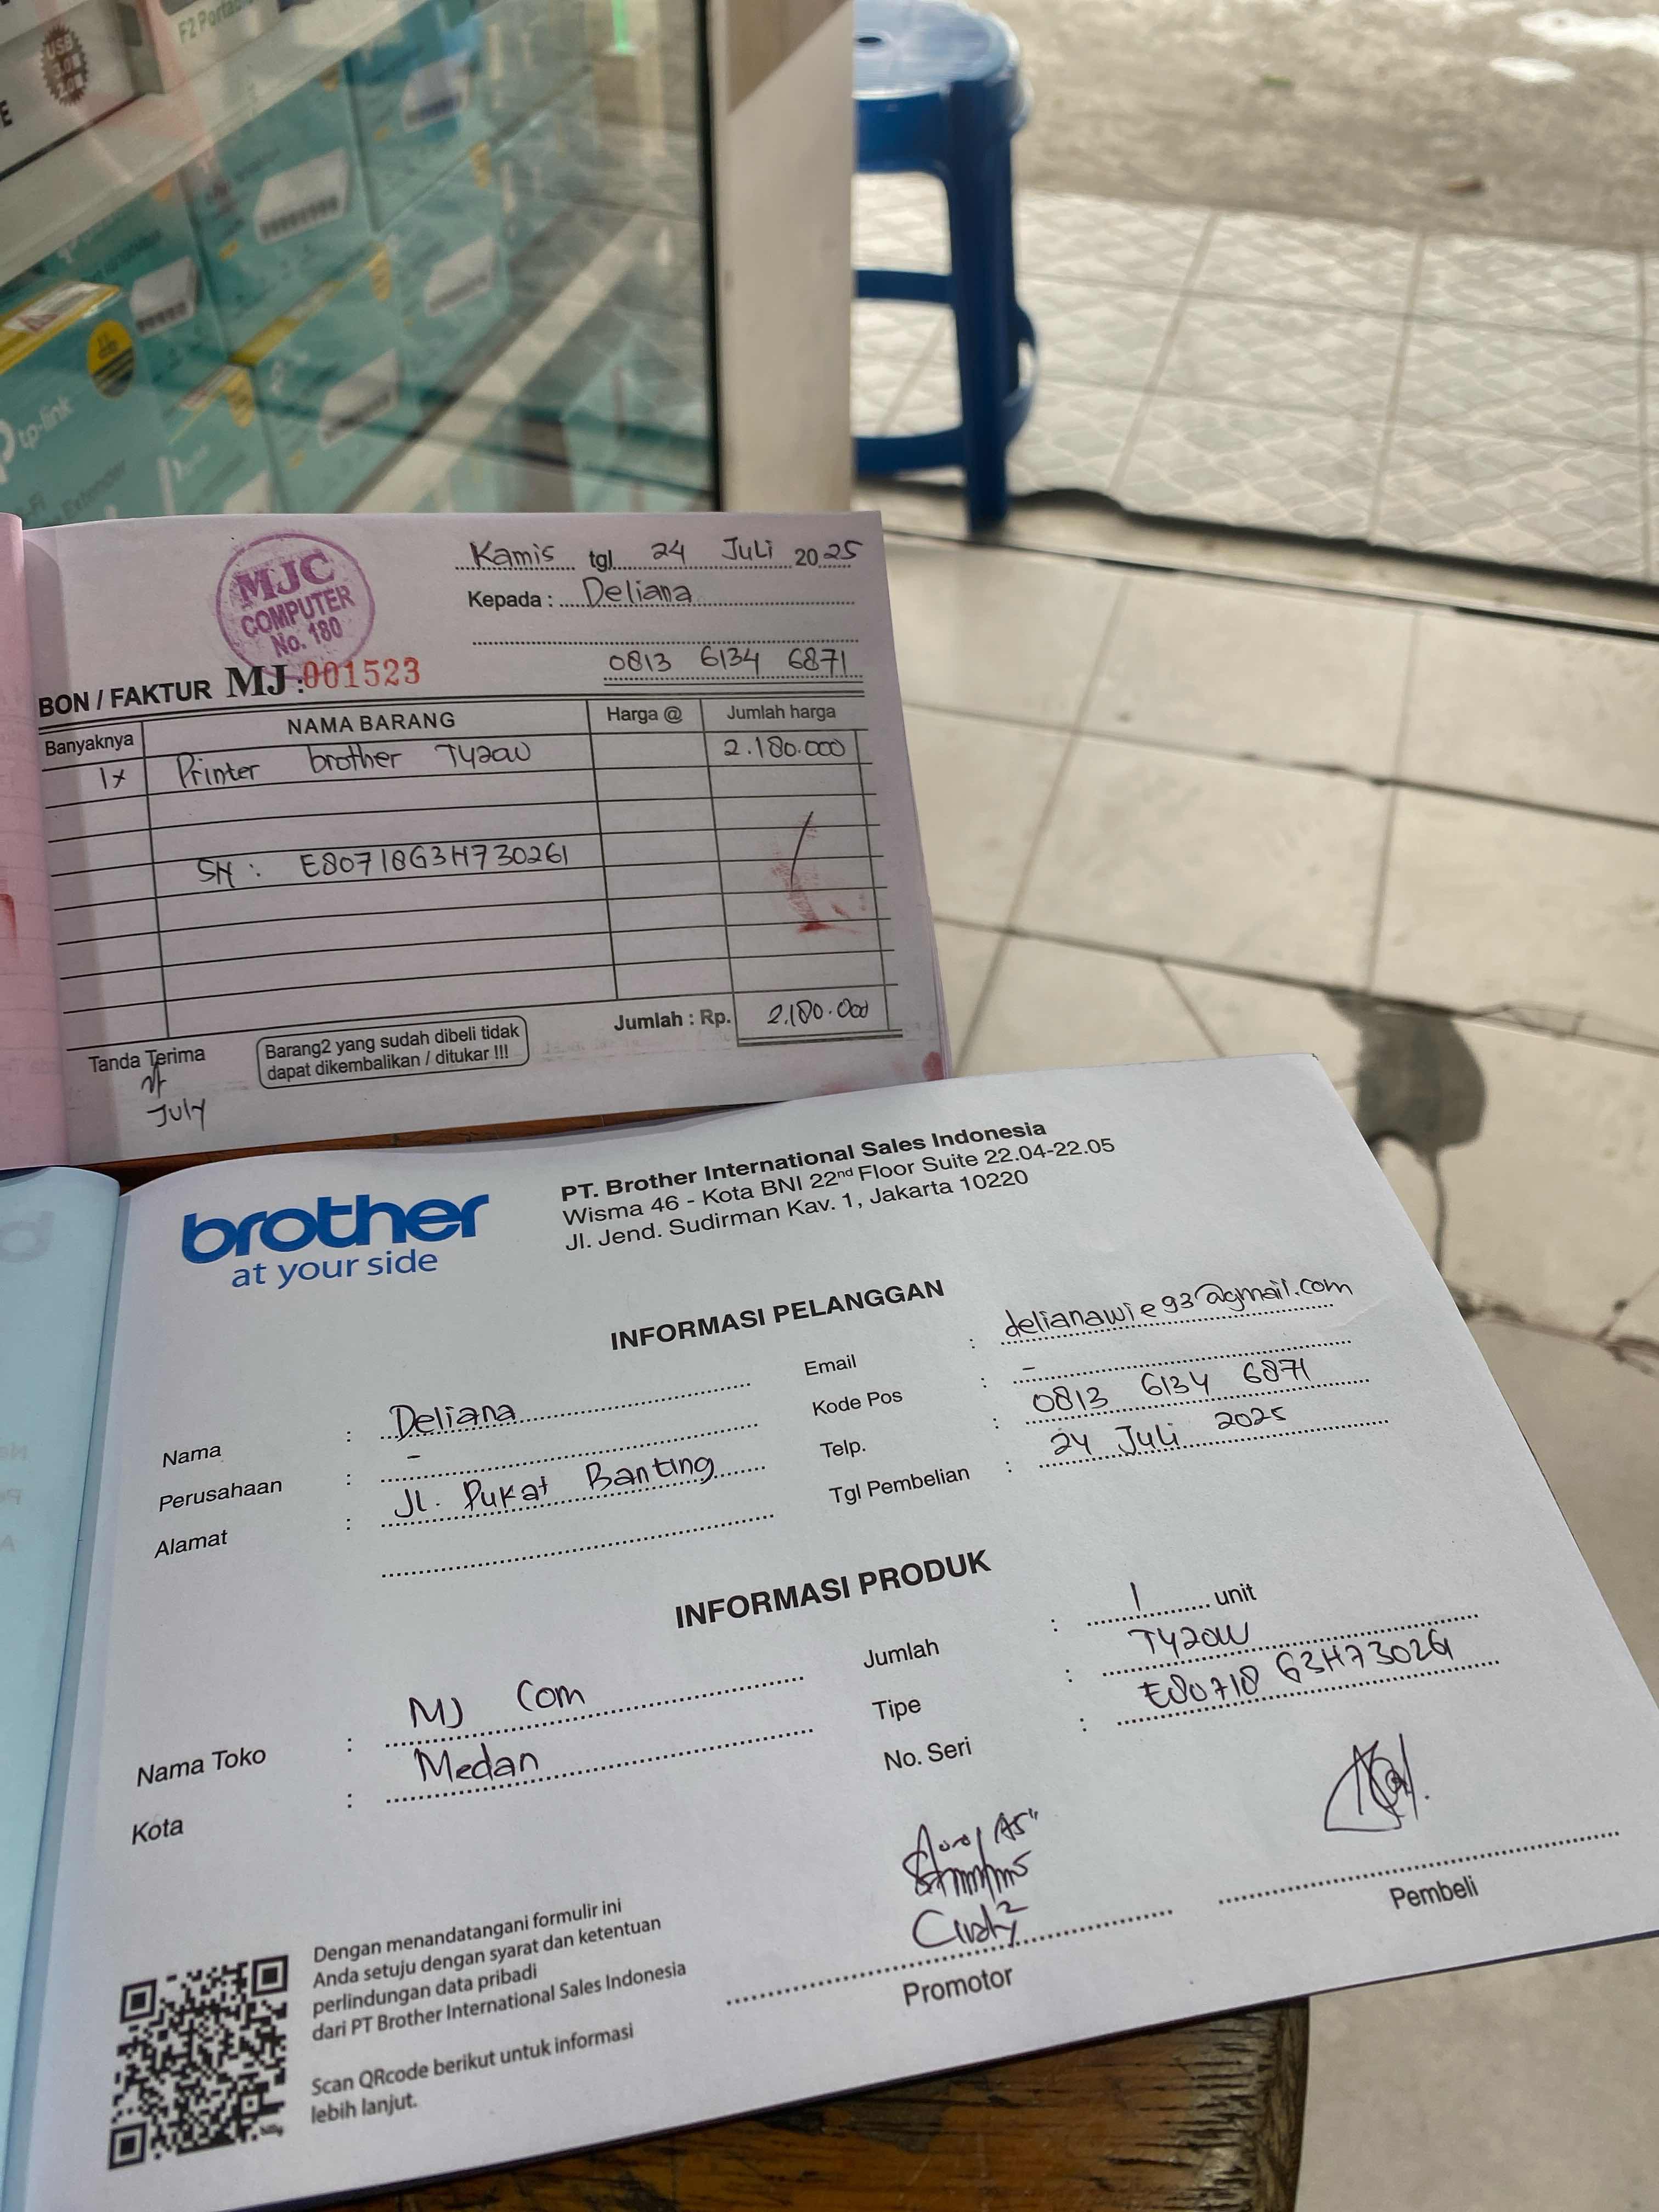 F2 Portab
USB
tp-link
Extender
Kamis tgl 24 Juli 2025
Kepada : Deliana
MJC
COMPUTER
No. 180
0813 6134 6871
BON / FAKTUR MJ : 001523
Banyaknya NAMA BARANG Harga @ Jumlah harga
1x Printer brother T420W 2.180.000
SN : E80718G3H730261
Jumlah : Rp. 2.180.000
Tanda Terima
July
Barang2 yang sudah dibeli tidak
dapat dikembalikan / ditukar !!!
brother
at your side
PT. Brother International Sales Indonesia
Wisma 46 - Kota BNI 22nd Floor Suite 22.04-22.05
Jl. Jend. Sudirman Kav. 1, Jakarta 10220
INFORMASI PELANGGAN
Nama : Deliana
Perusahaan : -
Alamat : Jl. Pukat Banting
Email : delianawie93@gmail.com
Kode Pos : -
Telp. : 0813 6134 6871
Tgl Pembelian : 24 Juli 2025
INFORMASI PRODUK
Nama Toko : MJ Com
Kota : Medan
Jumlah : 1 unit
Tipe : T420W
No. Seri : E80718G3H730261
Promotor
Pembeli
Dengan menandatangani formulir ini
Anda setuju dengan syarat dan ketentuan
perlindungan data pribadi
dari PT Brother International Sales Indonesia
Scan QRcode berikut untuk informasi
lebih lanjut.